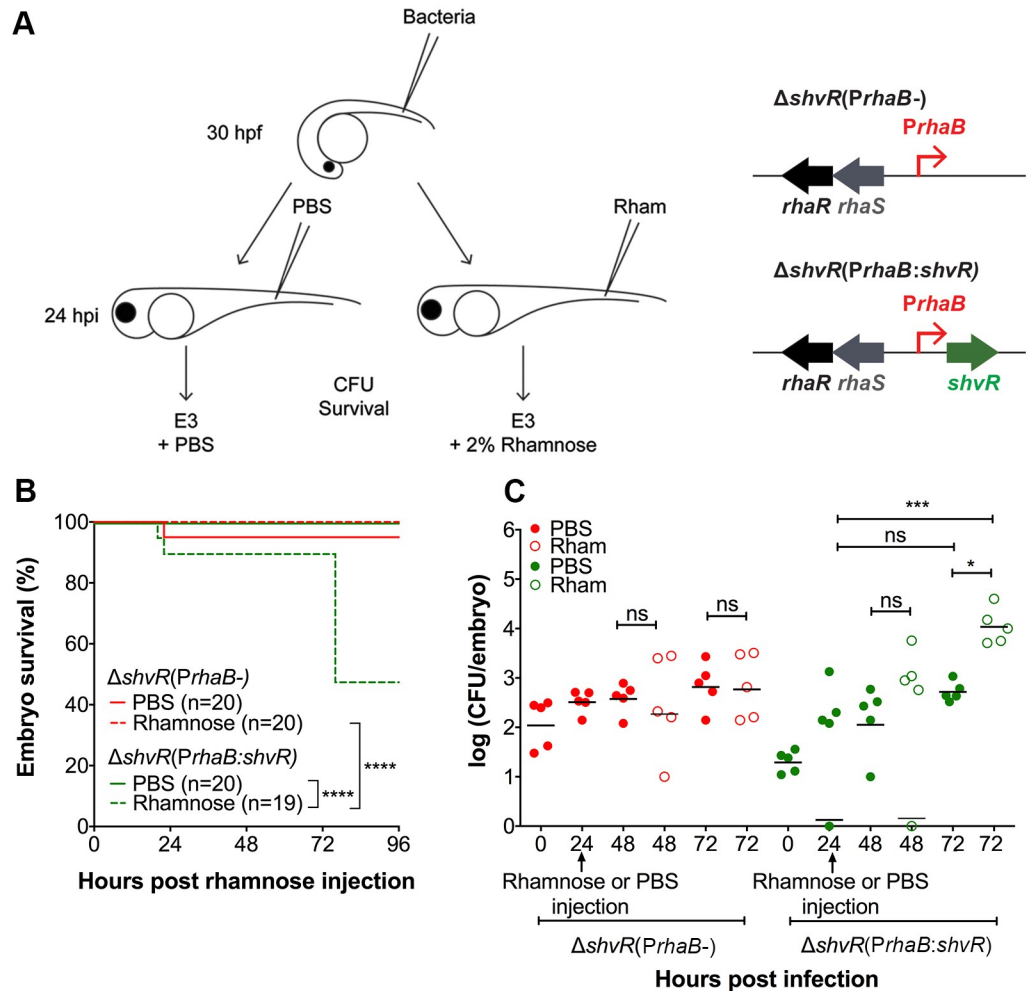 A
Bacteria
30 hpf
PBS
Rham
24 hpi
CFU
Survival
E3
+ PBS
E3
+ 2% Rhamnose
ΔshvR(PrhaB-)
PrhaB
rhaR rhaS
ΔshvR(PrhaB:shvR)
PrhaB
rhaR rhaS shvR
B
Embryo survival (%)
100
80
60
40
20
0
ΔshvR(PrhaB-)
PBS (n=20)
Rhamnose (n=20)
ΔshvR(PrhaB:shvR)
PBS (n=20)
Rhamnose (n=19)
****
****
0 24 48 72 96
Hours post rhamnose injection
C
log (CFU/embryo)
6
5
4
3
2
1
0
PBS
Rham
PBS
Rham
ns
ns
ns
***
ns
*
0 24 48 48 72 72 0 24 48 48 72 72
Rhamnose or PBS
injection
Rhamnose or PBS
injection
ΔshvR(PrhaB-)
ΔshvR(PrhaB:shvR)
Hours post infection